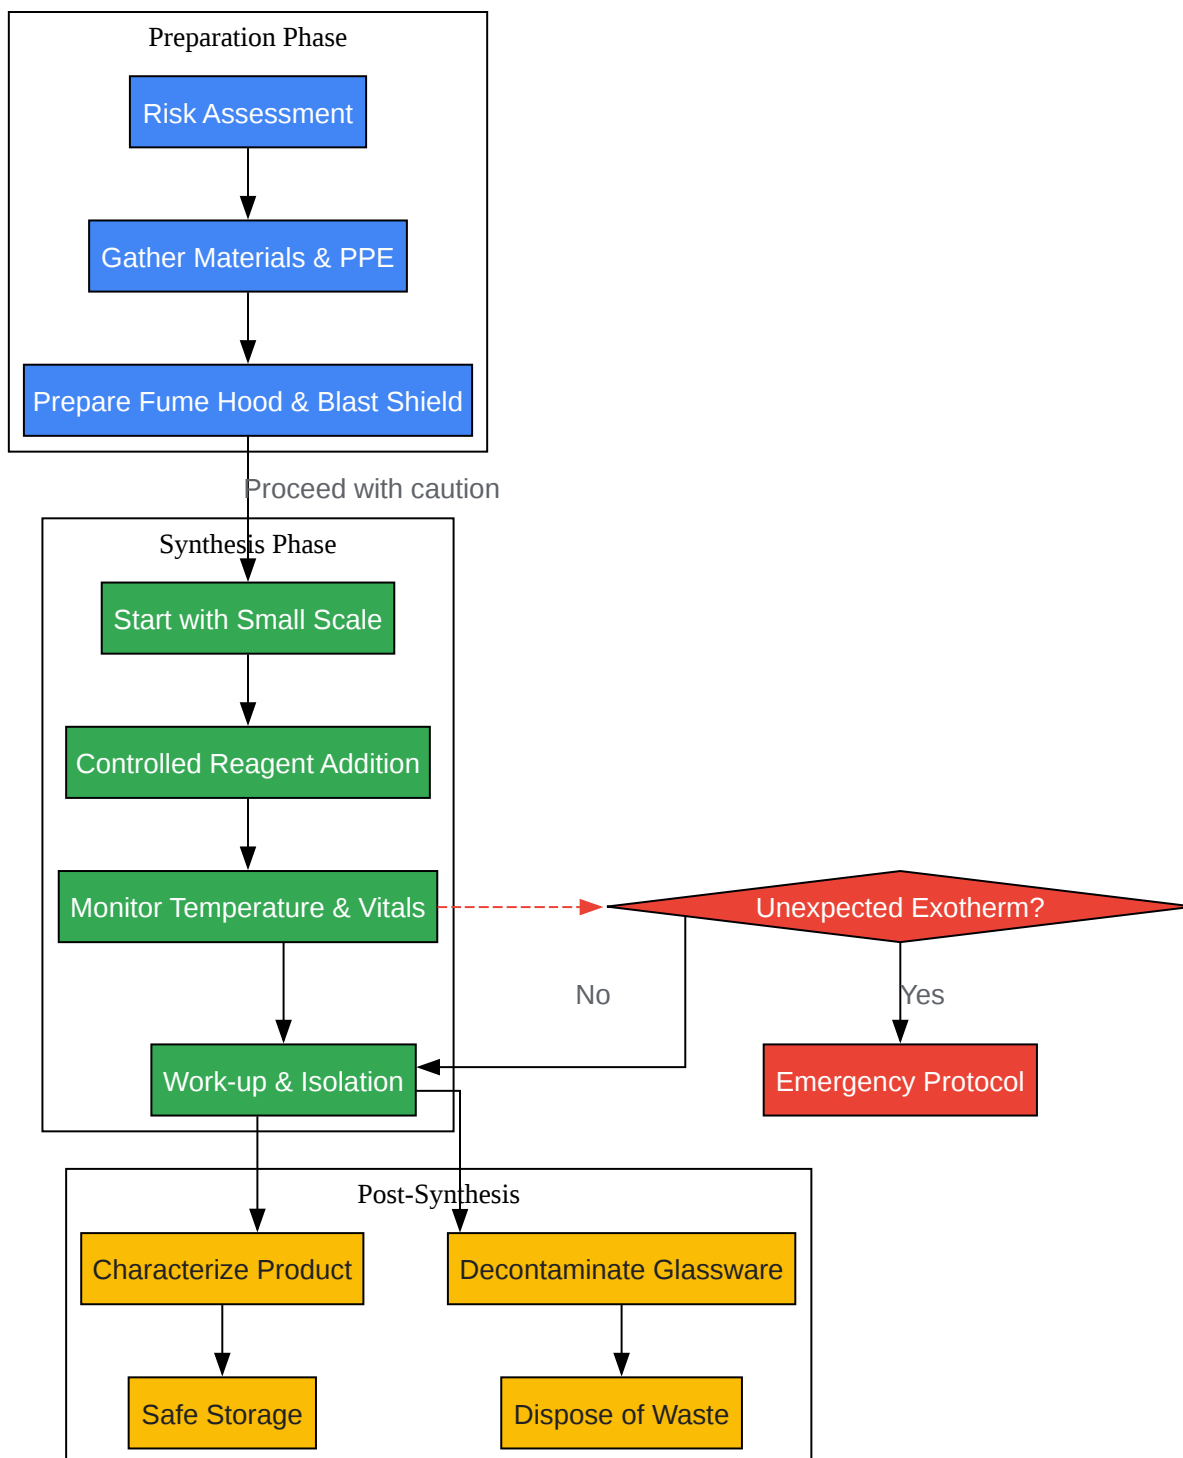 Preparation Phase
Risk Assessment
Gather Materials & PPE
Prepare Fume Hood & Blast Shield
Proceed with caution
Synthesis Phase
Start with Small Scale
Controlled Reagent Addition
Monitor Temperature & Vitals
Unexpected Exotherm?
No
Yes
Work-up & Isolation
Emergency Protocol
Post-Synthesis
Characterize Product
Decontaminate Glassware
Safe Storage
Dispose of Waste